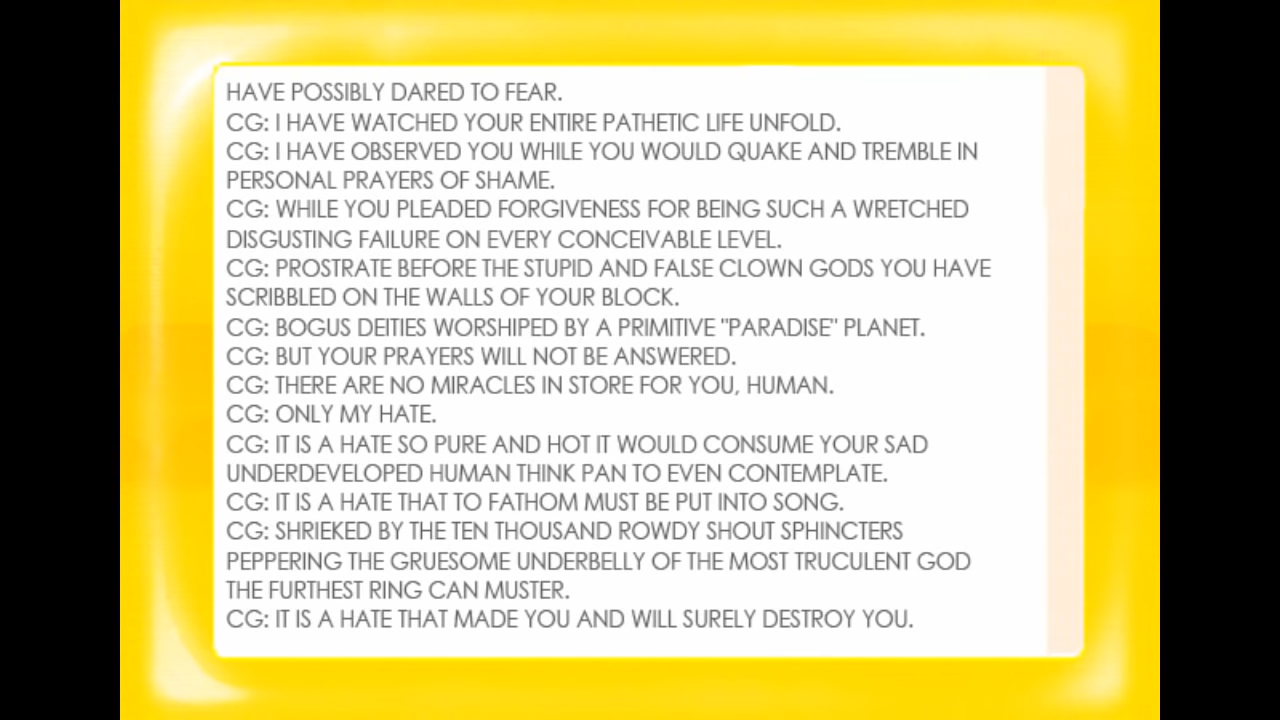 HAVE POSSIBLY DARED TO FEAR.
CG: I HAVE WATCHED YOUR ENTIRE PATHETIC LIFE UNFOLD.
CG: I HAVE OBSERVED YOU WHILE YOU WOULD QUAKE AND TREMBLE IN
PERSONAL PRAYERS OF SHAME.
CG: WHILE YOU PLEADED FORGIVENESS FOR BEING SUCH A WRETCHED
DISGUSTING FAILURE ON EVERY CONCEIVABLE LEVEL.
CG: PROSTRATE BEFORE THE STUPID AND FALSE CLOWN GODS YOU HAVE
SCRIBBLED ON THE WALLS OF YOUR BLOCK.
CG: BOGUS DEITIES WORSHIPED BY A PRIMITIVE "PARADISE" PLANET.
CG: BUT YOUR PRAYERS WILL NOT BE ANSWERED.
CG: THERE ARE NO MIRACLES IN STORE FOR YOU, HUMAN.
CG: ONLY MY HATE.
CG: IT IS A HATE SO PURE AND HOT IT WOULD CONSUME YOUR SAD
UNDERDEVELOPED HUMAN THINK PAN TO EVEN CONTEMPLATE.
CG: IT IS A HATE THAT TO FATHOM MUST BE PUT INTO SONG.
CG: SHRIEKED BY THE TEN THOUSAND ROWDY SHOUT SPHINCTERS
PEPPERING THE GRUESOME UNDERBELLY OF THE MOST TRUCULENT GOD
THE FURTHEST RING CAN MUSTER.
CG: IT IS A HATE THAT MADE YOU AND WILL SURELY DESTROY YOU.